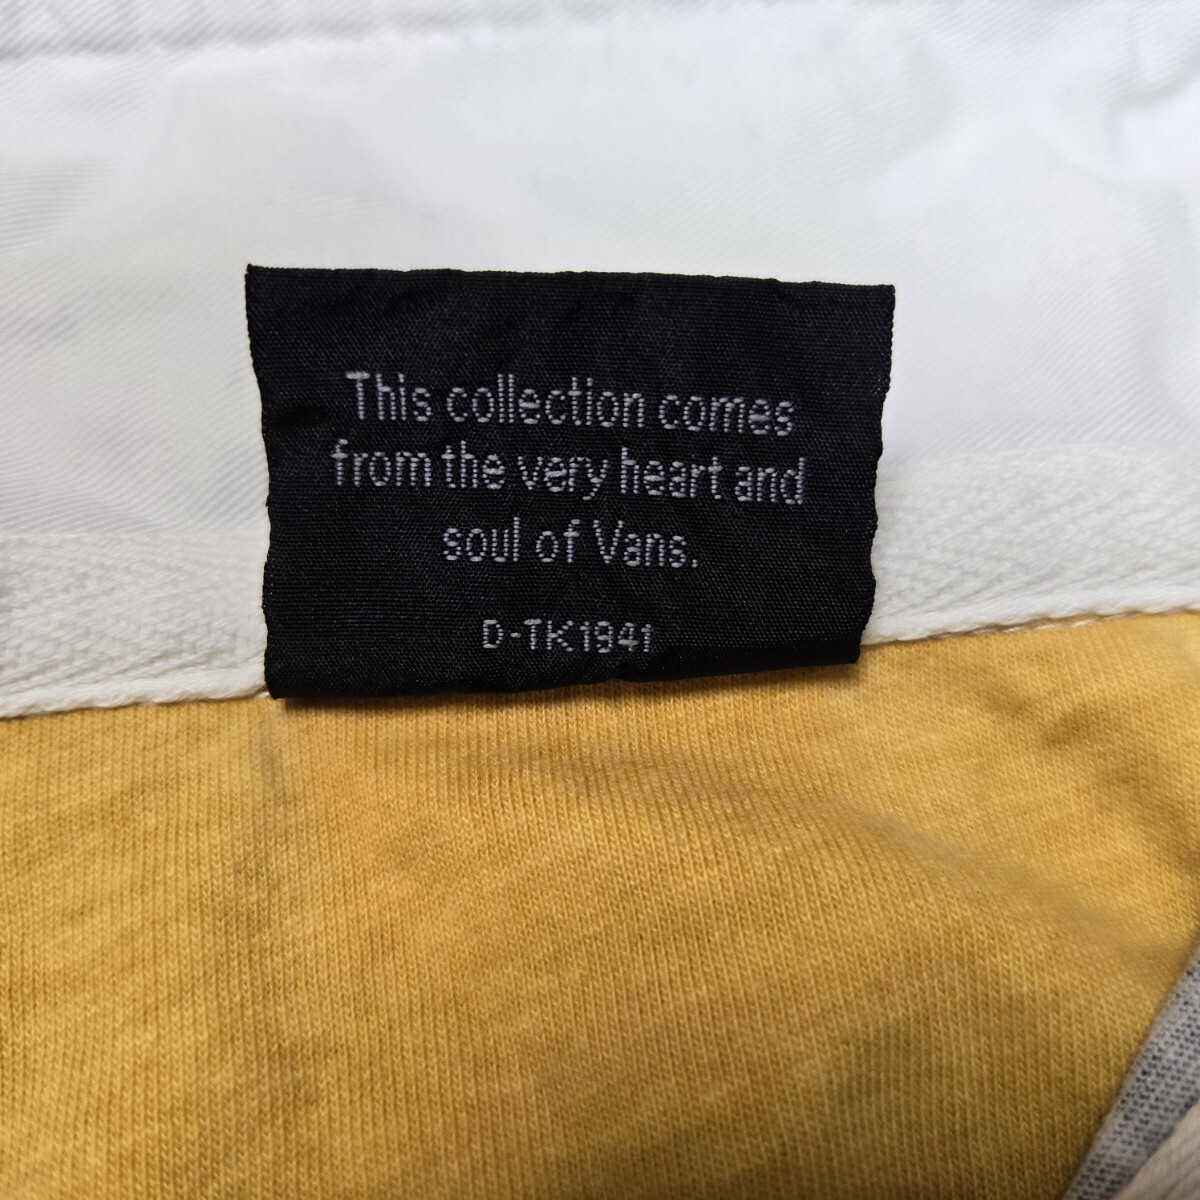 This collection comes
from the very heart and
soul of Vans.
D-TK1941